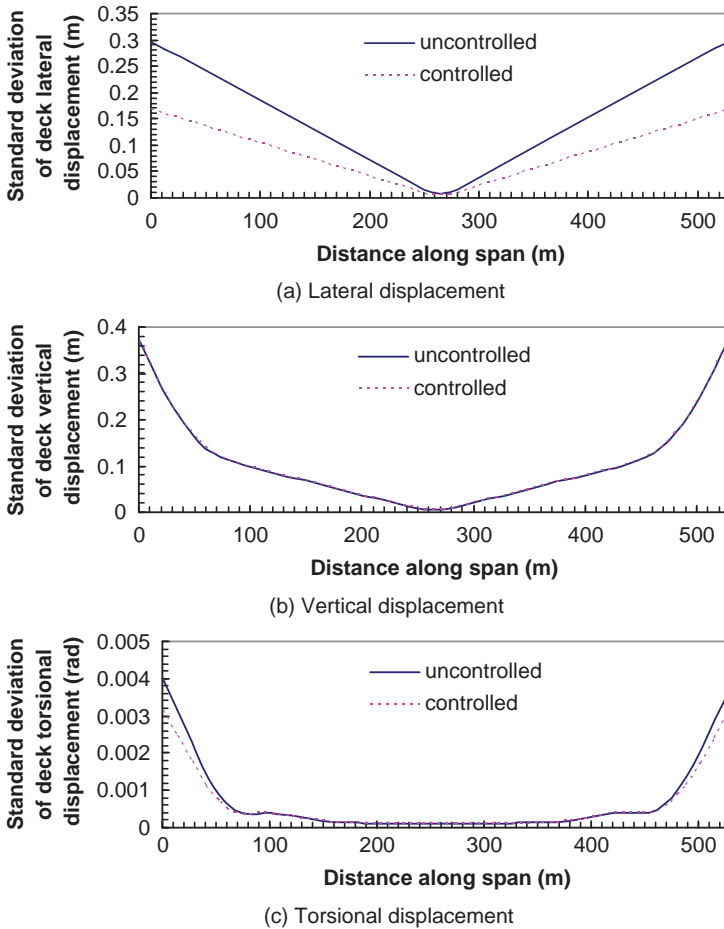 Standard deviation
of deck lateral
displacement (m)
0.35
0.3
0.25
0.2
0.15
0.1
0.05
0
uncontrolled
controlled
0 100 200 300 400 500
Distance along span (m)
(a) Lateral displacement
Standard deviation
of deck vertical
displacement (m)
0.4
0.3
0.2
0.1
0
uncontrolled
controlled
0 100 200 300 400 500
Distance along span (m)
(b) Vertical displacement
Standard deviation
of deck torsional
displacement (rad)
0.005
0.004
0.003
0.002
0.001
0
uncontrolled
controlled
0 100 200 300 400 500
Distance along span (m)
(c) Torsional displacement